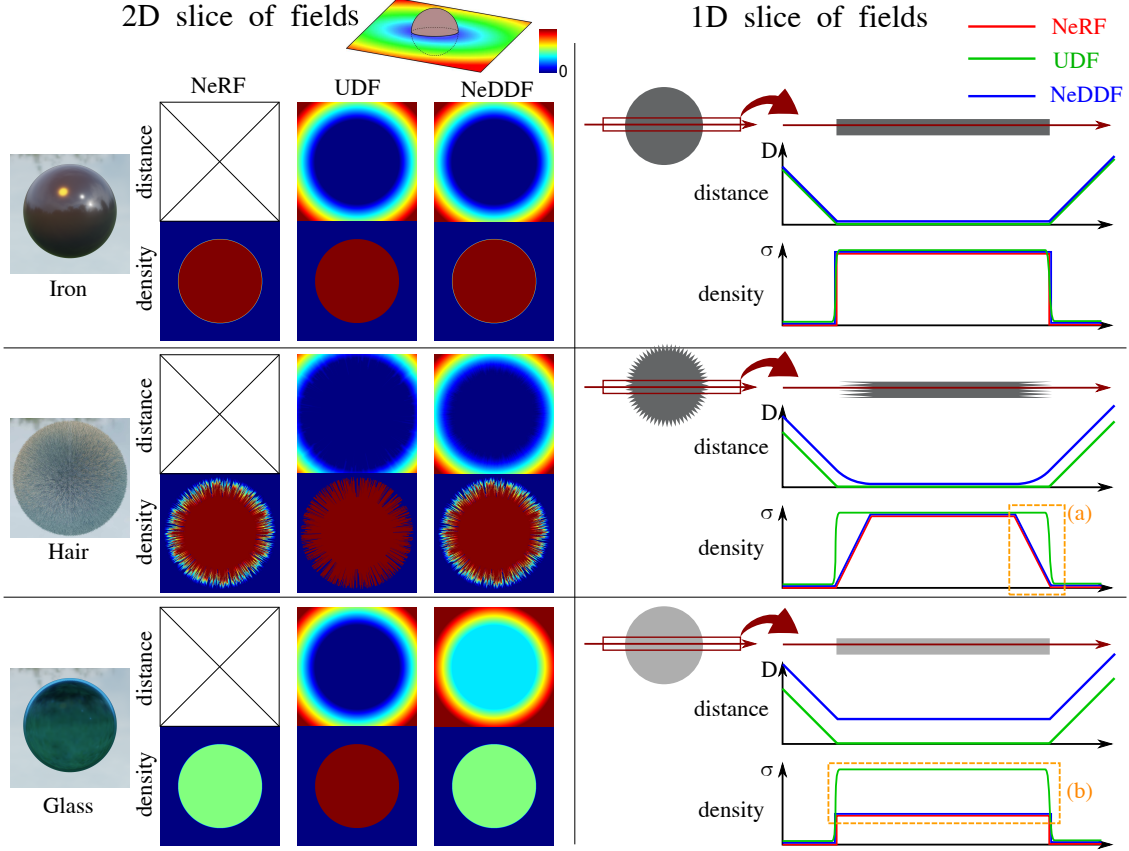 2D slice of fields
0
NeRF UDF NeDDF
distance
density
Iron
distance
density
Hair
distance
density
Glass
1D slice of fields
NeRF
UDF
NeDDF
D
distance
σ
density
D
distance
σ
(a)
density
D
distance
σ
(b)
density